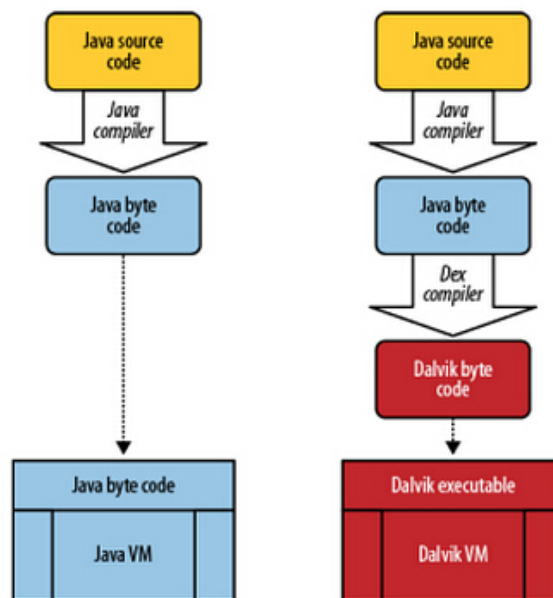 Java source
code
Java
compiler
Java byte
code
Java byte code
Java VM
Java source
code
Java
compiler
Java byte
code
Dex
compiler
Dalvik byte
code
Dalvik executable
Dalvik VM